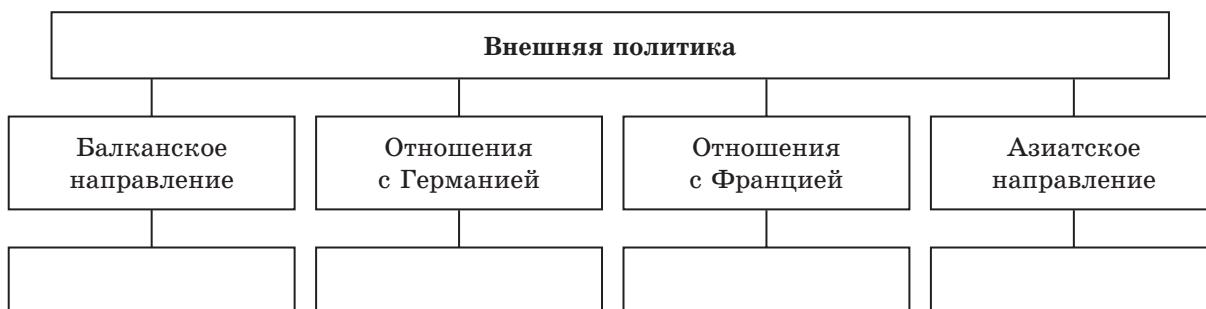 Внешняя политика
Балканское
направление
Отношения
с Германией
Отношения
с Францией
Азиатское
направление